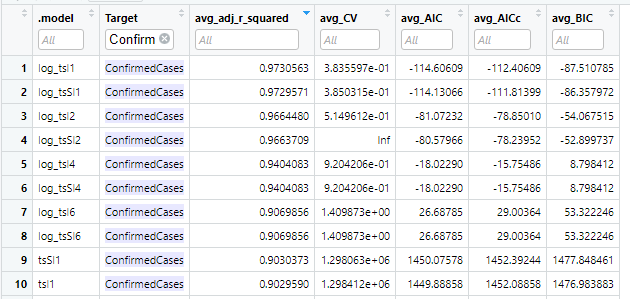 .model Target avg_adj_r_squared avg_CV avg_AIC avg_AICc avg_BIC
All Confirm All All All All All
1 log_tsl1 ConfirmedCases 0.9730563 3.835597e-01 -114.60609 -112.40609 -87.510785
2 log_tsSl1 ConfirmedCases 0.9729571 3.850315e-01 -114.13066 -111.81399 -86.357972
3 log_tsl2 ConfirmedCases 0.9664480 5.149612e-01 -81.07232 -78.85010 -54.067515
4 log_tsSl2 ConfirmedCases 0.9663709 Inf -80.57966 -78.23952 -52.899737
5 log_tsl4 ConfirmedCases 0.9404083 9.204206e-01 -18.02290 -15.75486 8.798412
6 log_tsSl4 ConfirmedCases 0.9404083 9.204206e-01 -18.02290 -15.75486 8.798412
7 log_tsl6 ConfirmedCases 0.9069856 1.409873e+00 26.68785 29.00364 53.322246
8 log_tsSl6 ConfirmedCases 0.9069856 1.409873e+00 26.68785 29.00364 53.322246
9 tsSl1 ConfirmedCases 0.9030373 1.298063e+06 1450.07578 1452.39244 1477.848461
10 tsl1 ConfirmedCases 0.9029590 1.298412e+06 1449.88858 1452.08858 1476.983883